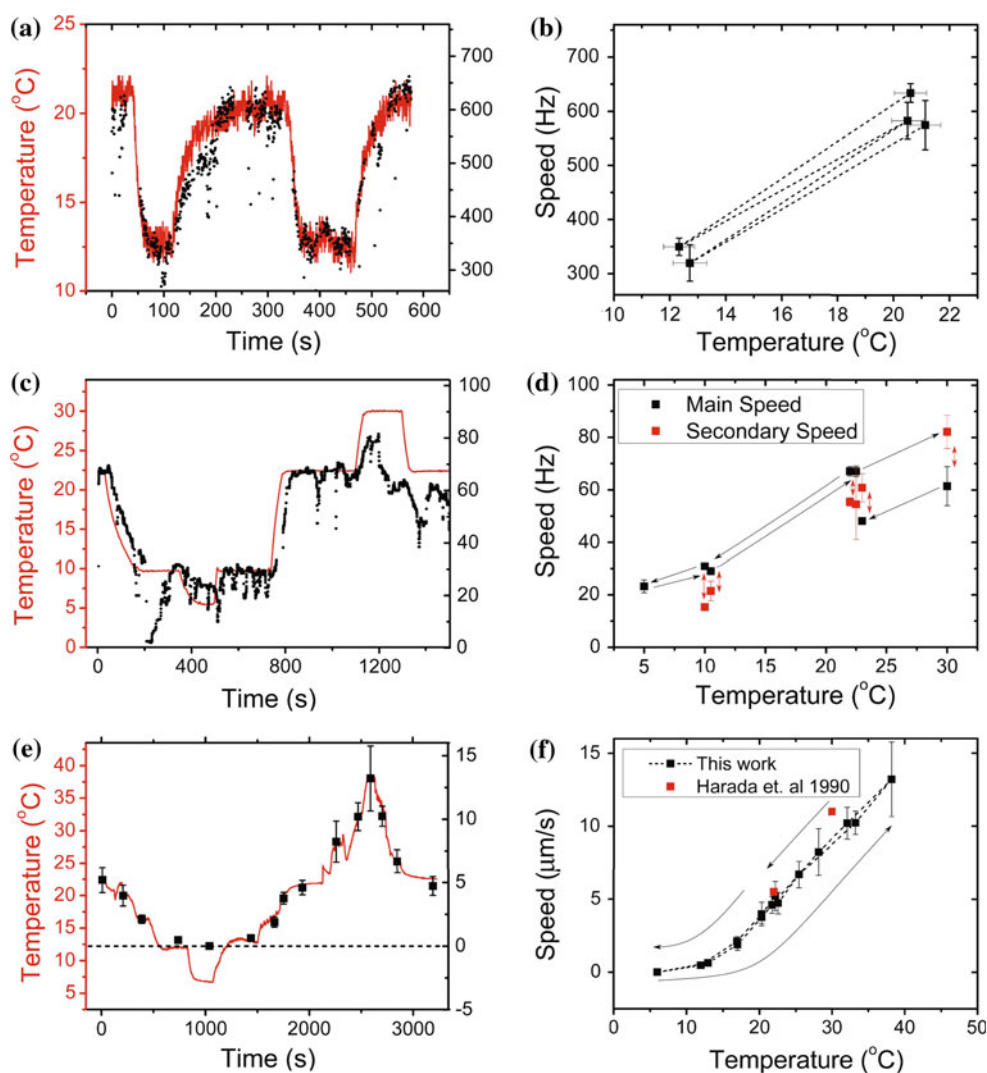 (a)
Temperature (°C)
25
20
15
10
700
600
500
400
300
0 100 200 300 400 500 600
Time (s)
(b)
Speed (Hz)
700
600
500
400
300
10 12 14 16 18 20 22
Temperature (°C)
(c)
Temperature (°C)
30
25
20
15
10
5
0
100
80
60
40
20
0
0 400 800 1200
Time (s)
(d)
Speed (Hz)
100
80
60
40
20
0
Main Speed
Secondary Speed
5 10 15 20 25 30
Temperature (°C)
(e)
Temperature (°C)
40
35
30
25
20
15
10
5
15
10
5
0
-5
0 1000 2000 3000
Time (s)
(f)
Speed (µm/s)
15
10
5
0
This work
Harada et. al 1990
0 10 20 30 40 50
Temperature (°C)